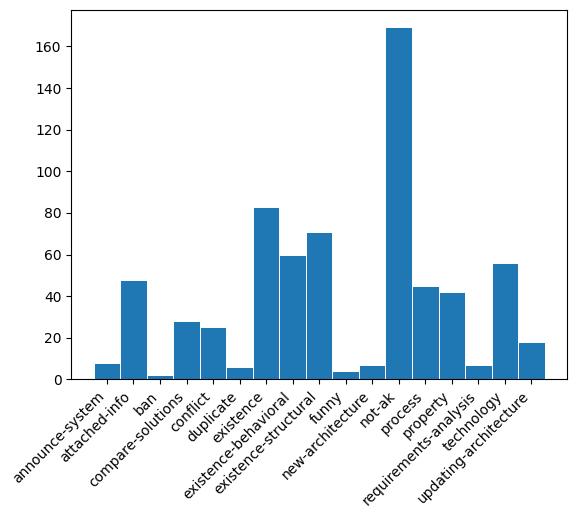 160
140
120
100
80
60
40
20
0
announce-system
attached-info
ban
compare-solutions
conflict
duplicate
existence
existence-behavioral
existence-structural
funny
new-architecture
not-ak
process
property
requirements-analysis
technology
updating-architecture